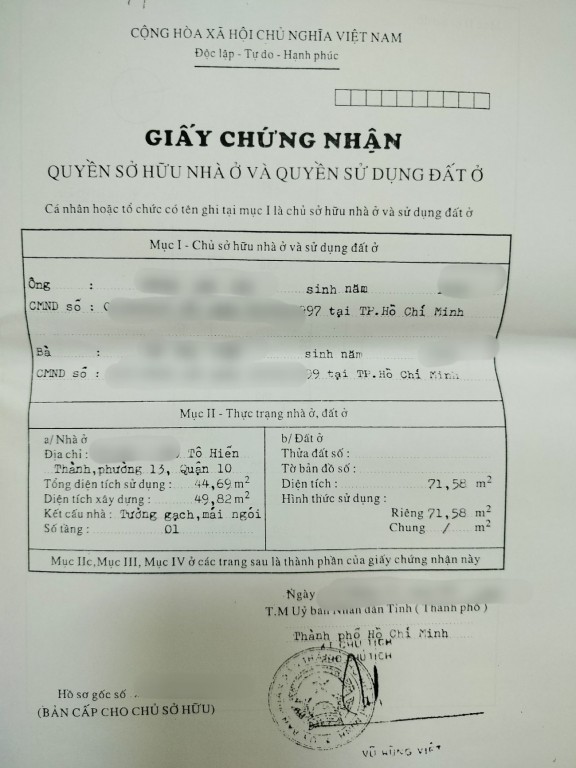 CỘNG HÒA XÃ HỘI CHỦ NGHĨA VIỆT NAM
Độc lập - Tự do - Hạnh phúc
GIẤY CHỨNG NHẬN
QUYỀN SỞ HỮU NHÀ Ở VÀ QUYỀN SỬ DỤNG ĐẤT Ở
Cá nhân hoặc tổ chức có tên ghi tại mục I là chủ sở hữu nhà ở và sử dụng đất ở
Mục I - Chủ sở hữu nhà ở và sử dụng đất ở
Ông : sinh năm
CMND số : 997 tại TP.Hồ Chí Minh
Bà : sinh năm
CMND số : 99 tại TP.Hồ Chí Minh
Mục II - Thực trạng nhà ở, đất ở
a/ Nhà ở
Địa chỉ : Tô Hiến
Thành,phường 13, Quận 10
Tổng diện tích sử dụng : 44,69 m²
Diện tích xây dựng : 49,82 m²
Kết cấu nhà : Tường gạch,mái ngói
Số tầng : 01
b/ Đất ở
Thửa đất số :
Tờ bản đồ số :
Diện tích : 71,58 m²
Hình thức sử dụng :
Riêng 71,58 m²
Chung / m²
Mục IIc,Mục III, Mục IV ở các trang sau là thành phần của giấy chứng nhận này
Ngày
T.M Uỷ ban Nhân dân Tỉnh ( Thành phố )
Thành phố Hồ Chí Minh
CHỦ TỊCH
CHỦ TỊCH
Hồ sơ gốc số
(BẢN CẤP CHO CHỦ SỞ HỮU)
VŨ HÙNG VIỆT